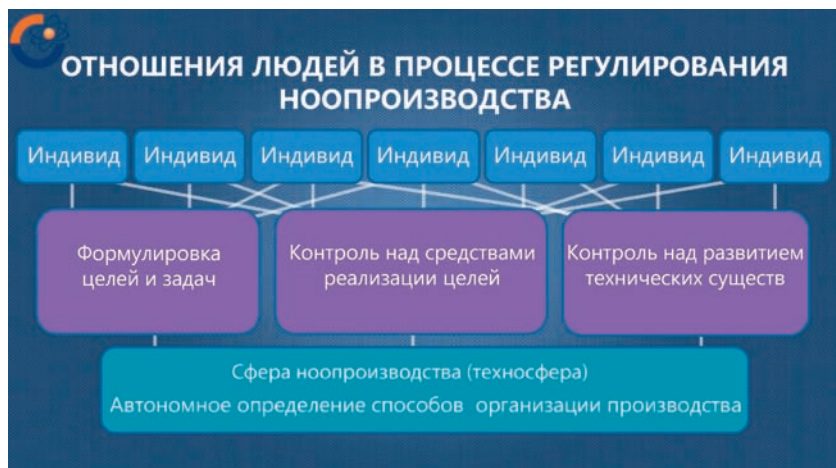 ОТНОШЕНИЯ ЛЮДЕЙ В ПРОЦЕССЕ РЕГУЛИРОВАНИЯ
НООПРОИЗВОДСТВА
Индивид Индивид Индивид Индивид Индивид Индивид Индивид
Формулировка
целей и задач
Контроль над средствами
реализации целей
Контроль над развитием
технических существ
Сфера ноопроизводства (техносфера)
Автономное определение способов организации производства